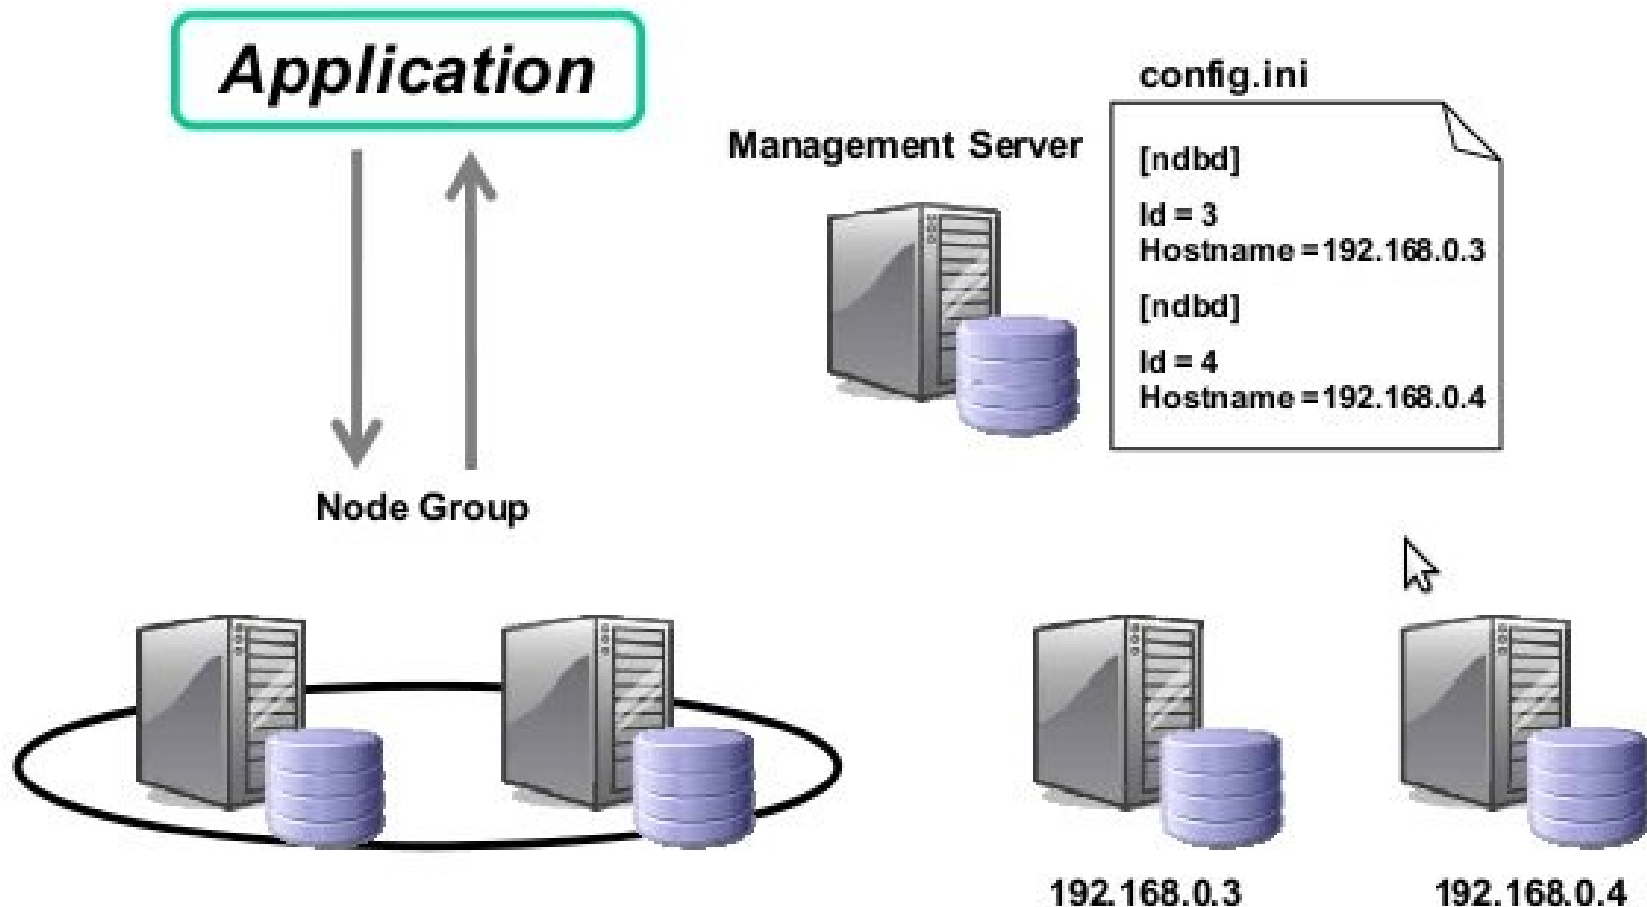 Application
config.ini
Management Server
[ndbd]
Id = 3
Hostname =192.168.0.3
[ndbd]
Id = 4
Hostname =192.168.0.4
Node Group
192.168.0.3
192.168.0.4